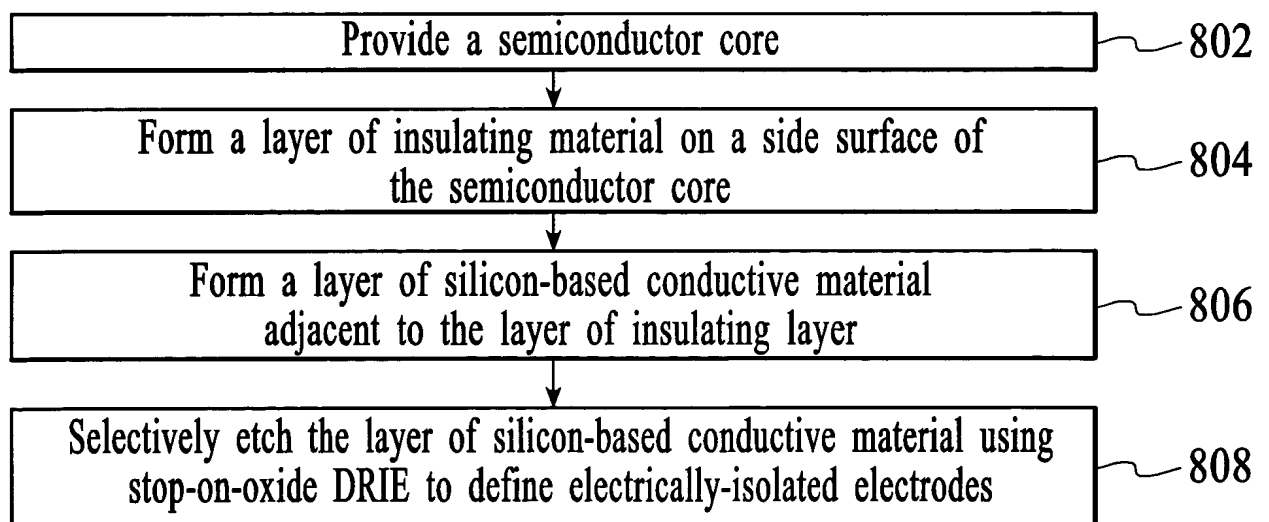 Provide a semiconductor core
802
Form a layer of insulating material on a side surface of
the semiconductor core
804
Form a layer of silicon-based conductive material
adjacent to the layer of insulating layer
806
Selectively etch the layer of silicon-based conductive material using
stop-on-oxide DRIE to define electrically-isolated electrodes
808